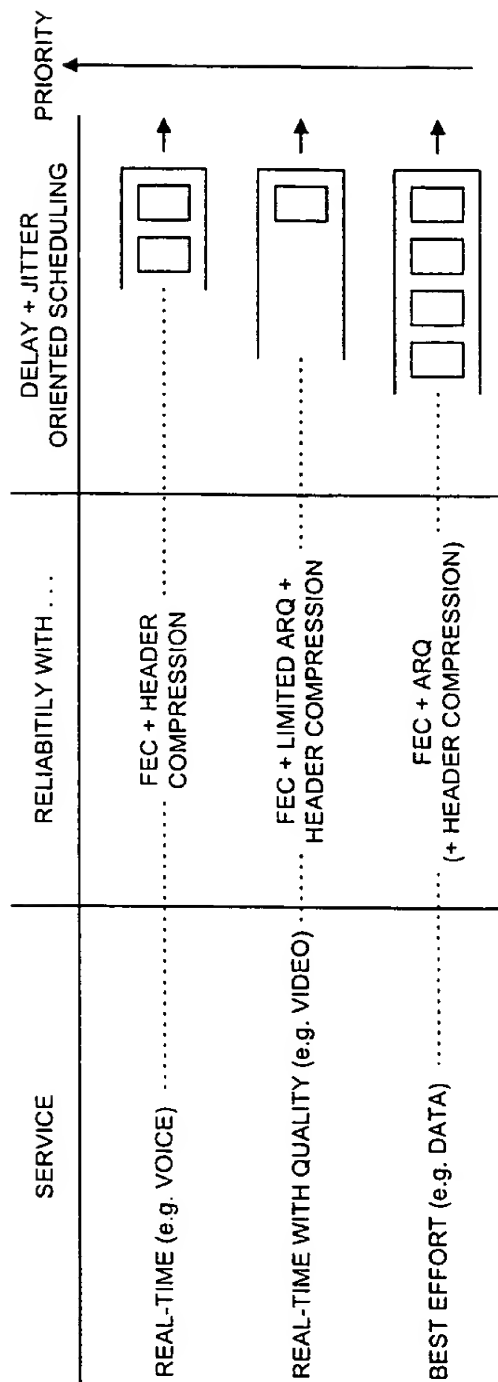 SERVICE
RELIABITILY WITH . . .
DELAY + JITTER
ORIENTED SCHEDULING
PRIORITY
REAL-TIME (e.g. VOICE)
FEC + HEADER
COMPRESSION
REAL-TIME WITH QUALITY (e.g. VIDEO)
FEC + LIMITED ARQ +
HEADER COMPRESSION
BEST EFFORT (e.g. DATA)
FEC + ARQ
(+ HEADER COMPRESSION)